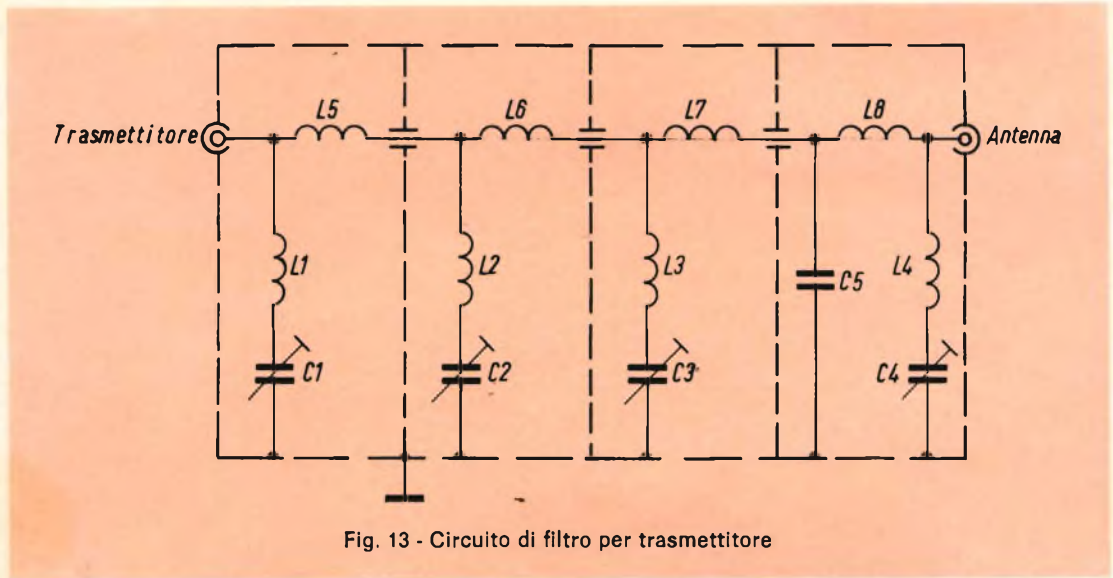 L5
L6
L7
L8
Trasmettitore
Antenna
L1
L2
L3
C5
L4
C1
C2
C3
C4
Fig. 13 - Circuito di filtro per trasmettitore